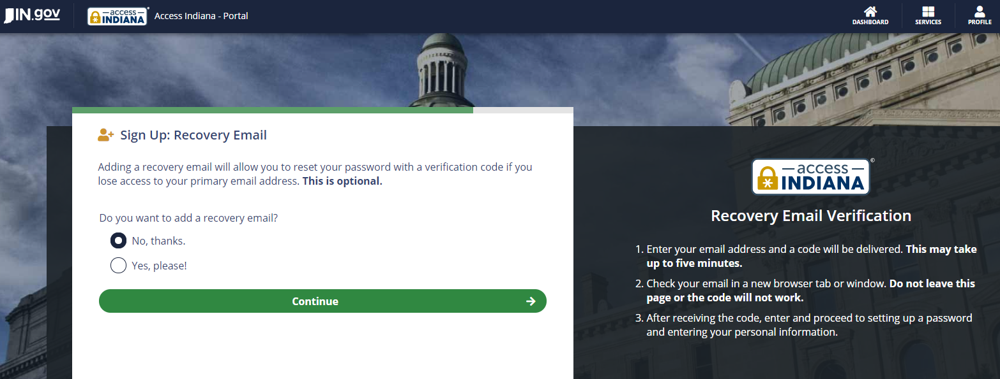 IN.gov
access
INDIANA
Access Indiana - Portal
DASHBOARD
SERVICES
PROFILE
Sign Up: Recovery Email
Adding a recovery email will allow you to reset your password with a verification code if you
lose access to your primary email address. This is optional.
Do you want to add a recovery email?
No, thanks.
Yes, please!
Continue
access
INDIANA
©
Recovery Email Verification
1. Enter your email address and a code will be delivered. This may take
up to five minutes.
2. Check your email in a new browser tab or window. Do not leave this
page or the code will not work.
3. After receiving the code, enter and proceed to setting up a password
and entering your personal information.